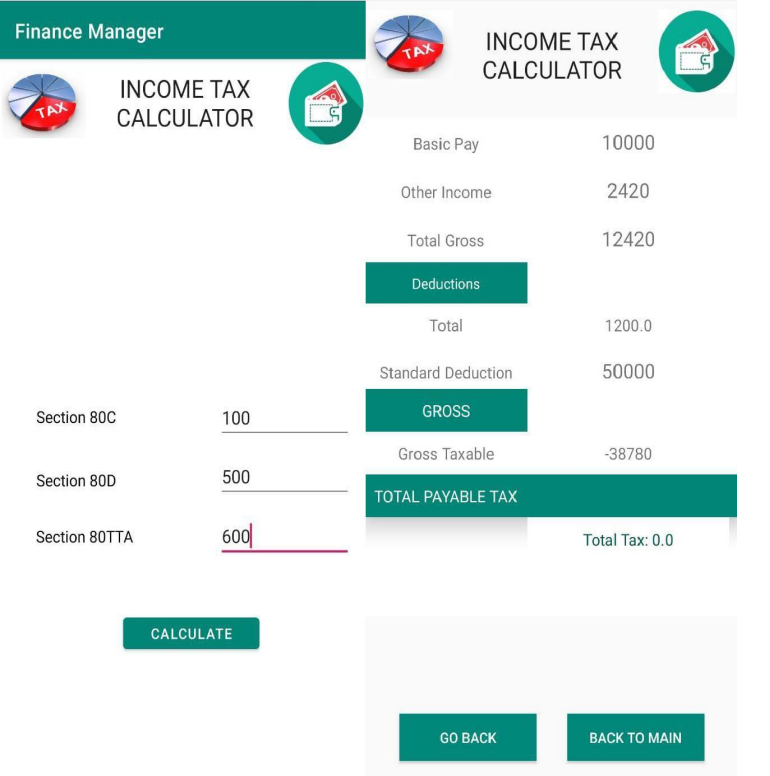 Finance Manager
TAX
INCOME TAX
CALCULATOR
Section 80C
100
Section 80D
500
Section 80TTA
600
CALCULATE
TAX
INCOME TAX
CALCULATOR
Basic Pay
10000
Other Income
2420
Total Gross
12420
Deductions
Total
1200.0
Standard Deduction
50000
GROSS
Gross Taxable
-38780
TOTAL PAYABLE TAX
Total Tax: 0.0
GO BACK
BACK TO MAIN